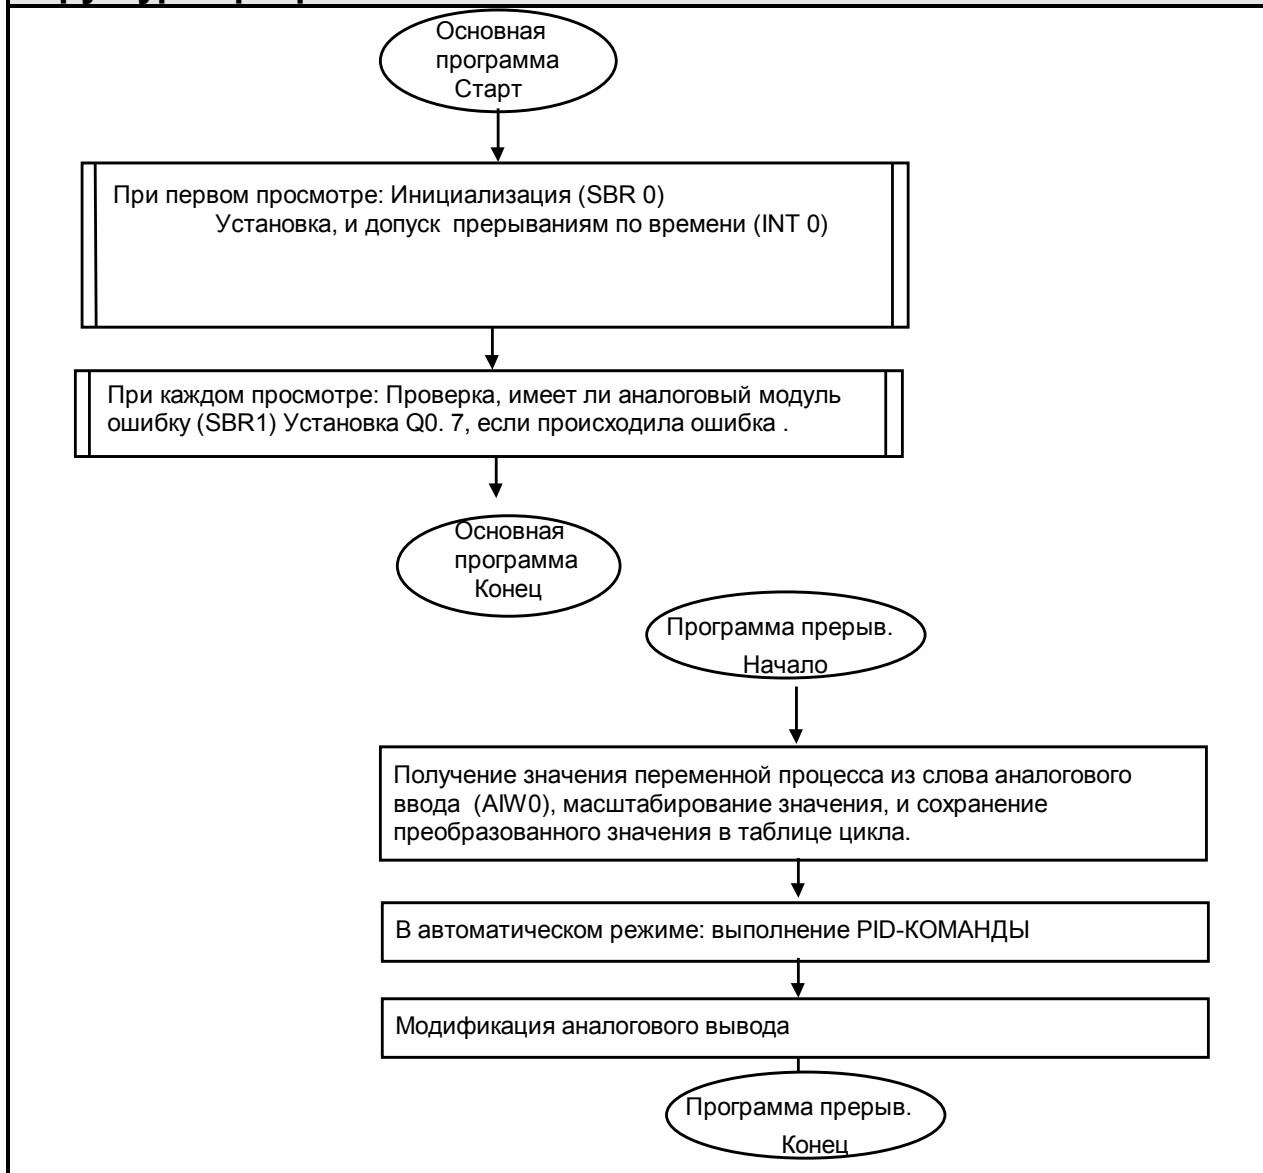 Основная
программа
Старт
При первом просмотре: Инициализация (SBR 0)
Установка, и допуск прерываниям по времени (INT 0)
При каждом просмотре: Проверка, имеет ли аналоговый модуль
ошибку (SBR1) Установка Q0. 7, если происходила ошибка .
Основная
программа
Конец
Программа прерыв.
Начало
Получение значения переменной процесса из слова аналогового
ввода (AIW0), масштабирование значения, и сохранение
преобразованного значения в таблице цикла.
В автоматическом режиме: выполнение PID-КОМАНДЫ
Модификация аналогового вывода
Программа прерыв.
Конец